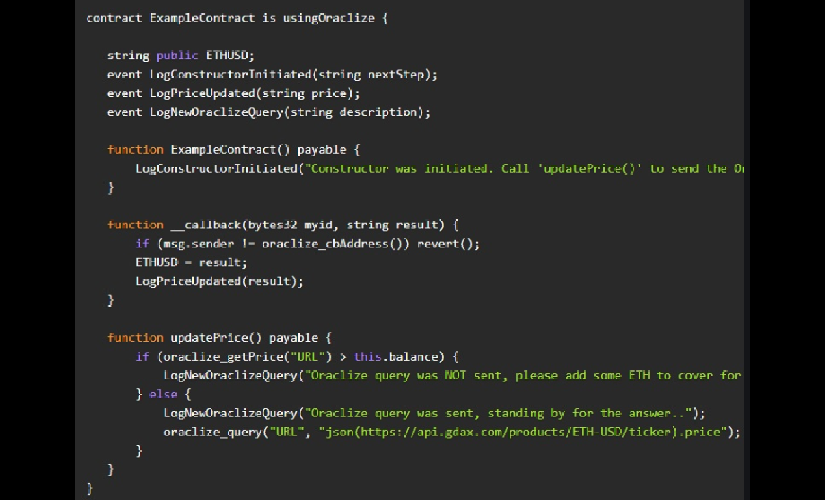 contract ExampleContract is usingOraclize {
string public ETHUSD;
event LogConstructorInitiated(string nextStep);
event LogPriceUpdated(string price);
event LogNewOraclizeQuery(string description);
function ExampleContract() payable {
LogConstructorInitiated("Constructor was initiated. Call 'updatePrice()' to send the
}
function __callback(bytes32 myid, string result) {
if (msg.sender != oraclize_cbAddress()) revert();
ETHUSD = result;
LogPriceUpdated(result);
}
function updatePrice() payable {
if (oraclize_getPrice("URL") > this.balance) {
LogNewOraclizeQuery("Oraclize query was NOT sent, please add some ETH to cover for
} else {
LogNewOraclizeQuery("Oraclize query was sent, standing by for the answer..");
oraclize_query("URL", "json(https://api.gdax.com/products/ETH-USD/ticker).price");
}
}
}